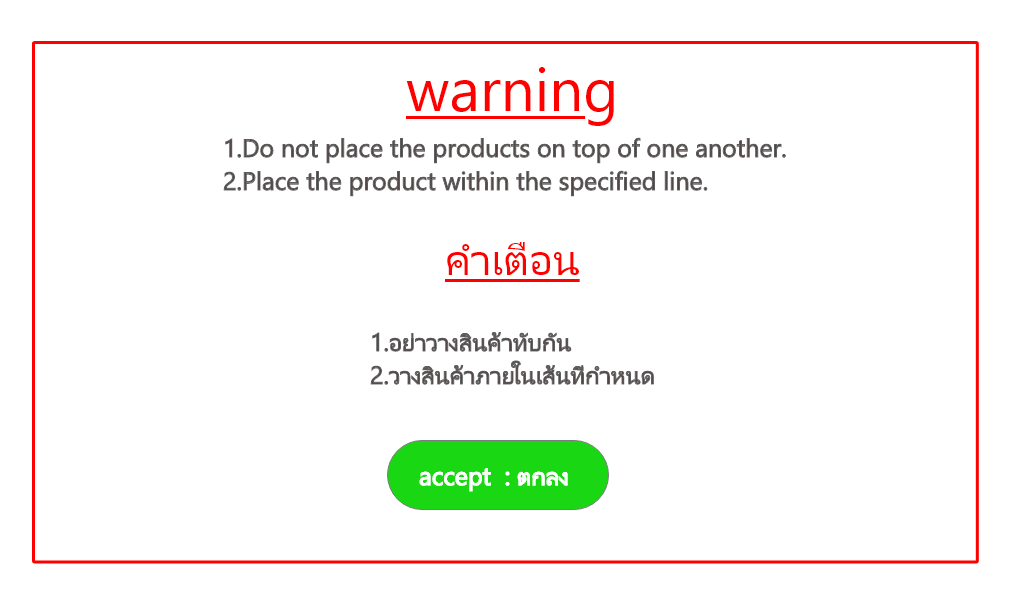 warning
1.Do not place the products on top of one another.
2.Place the product within the specified line.
คำเตือน
1.อย่าวางสินค้าทับกัน
2.วางสินค้าภายในเส้นที่กำหนด
accept : ตกลง